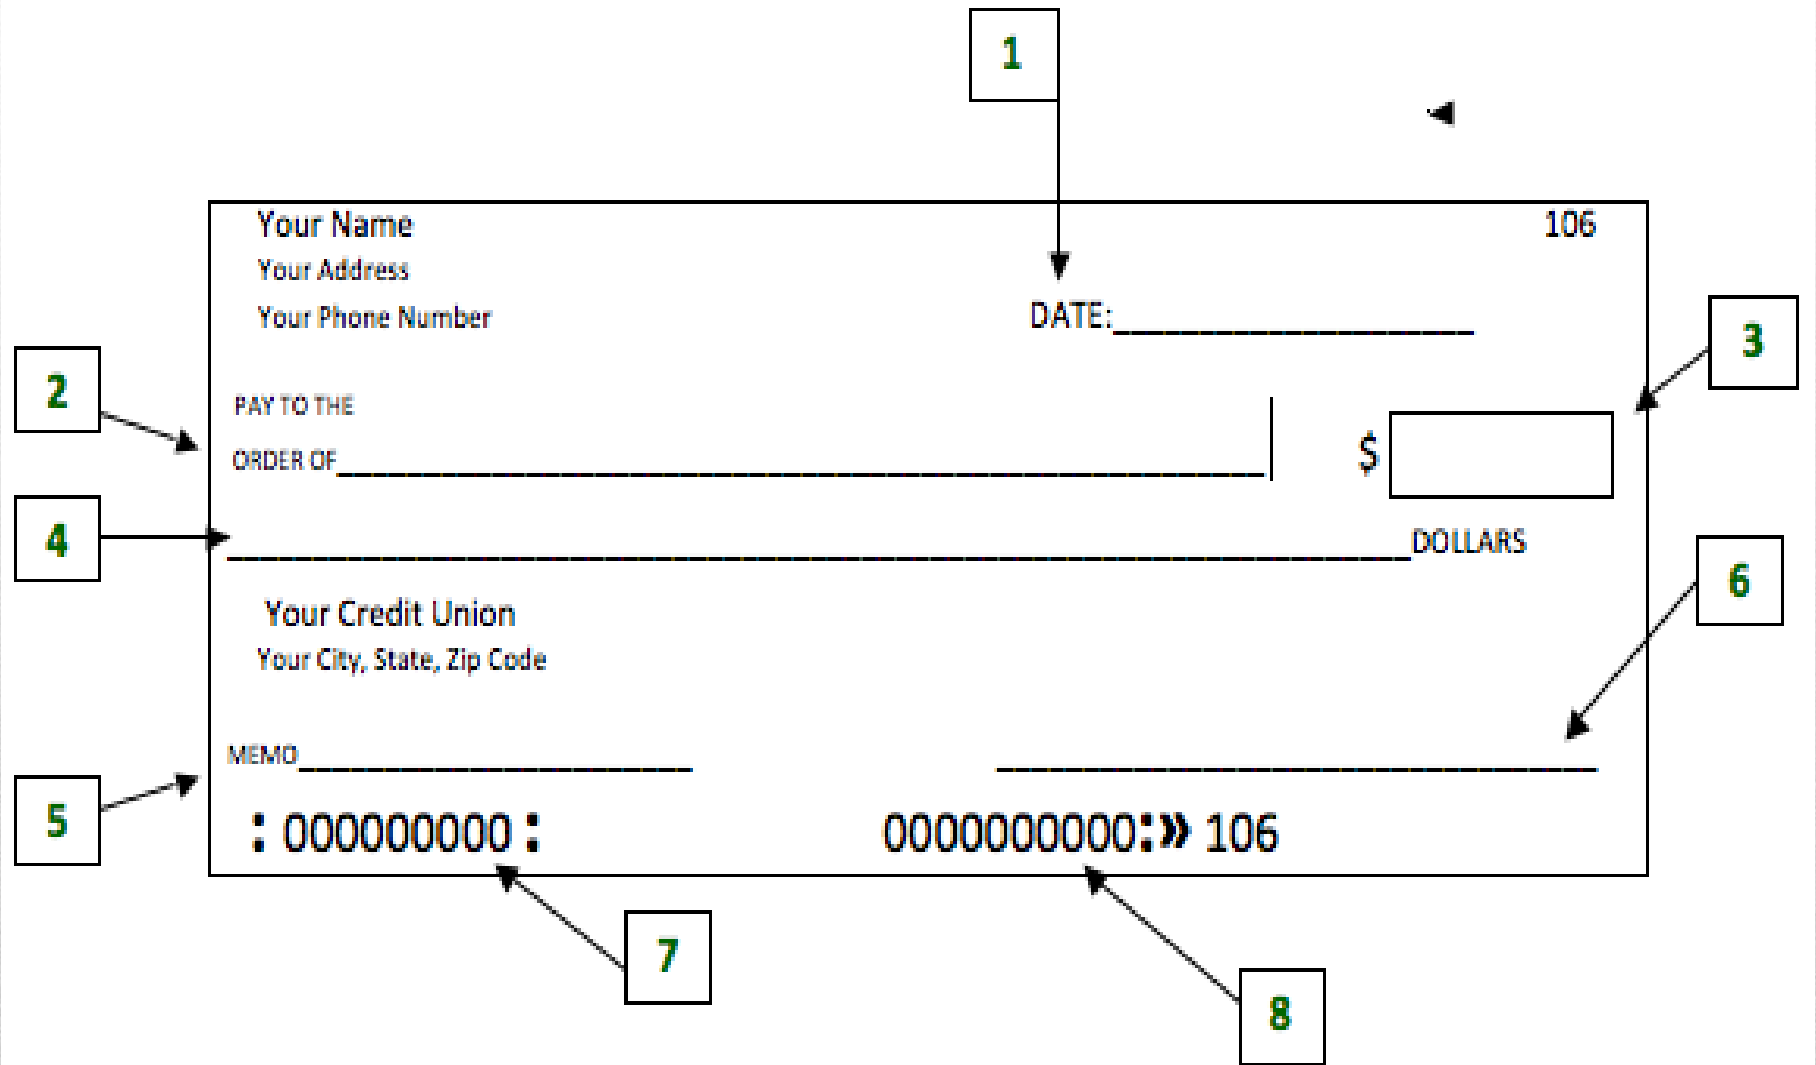 1
Your Name 106
Your Address
Your Phone Number DATE:
3
2
PAY TO THE
ORDER OF $
4
DOLLARS
6
Your Credit Union
Your City, State, Zip Code
MEMO
5
:000000000: 0000000000:» 106
7
8